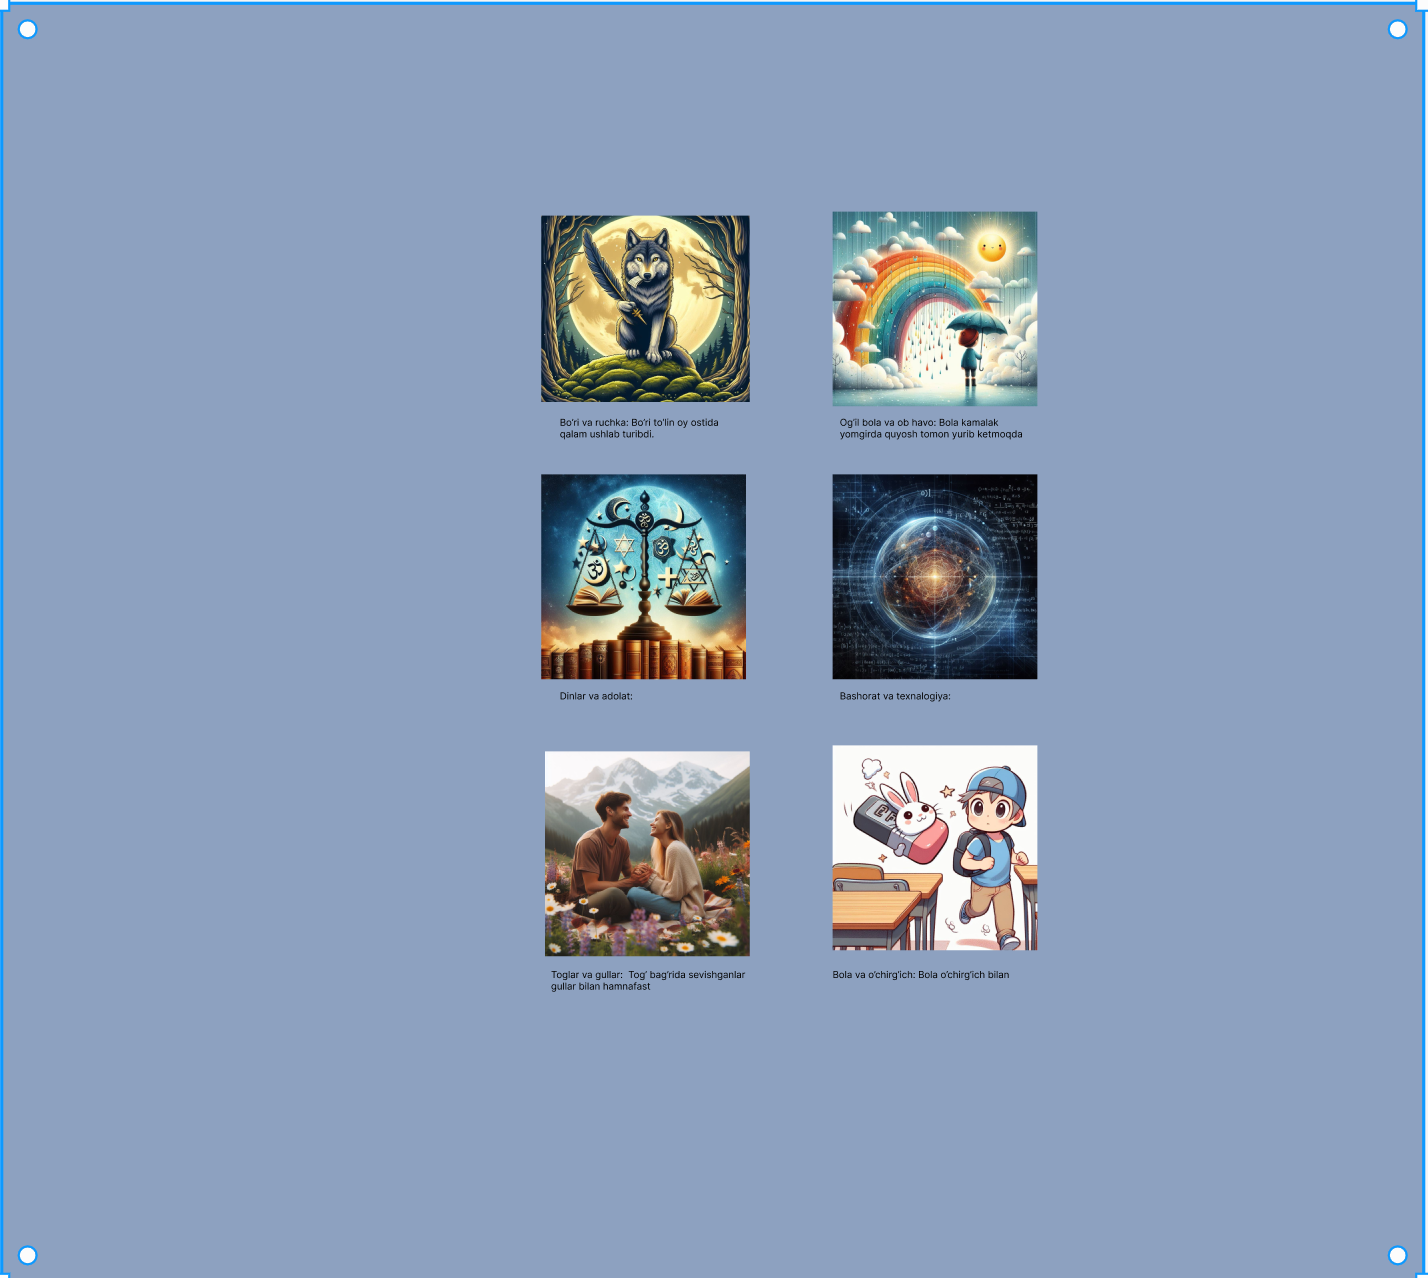 Bo'ri va ruchka: Bo'ri to'lin oy ostida
qalam ushlab turibdi.
Og'il bola va ob havo: Bola kamalak
yomgirda quyosh tomon yurib ketmoqda
Dinlar va adolat:
Bashorat va texnalogiya:
Toglar va gullar:  Tog' bag'rida sevishganlar
gullar bilan hamnafast
Bola va o'chirg'ich: Bola o'chirg'ich bilan